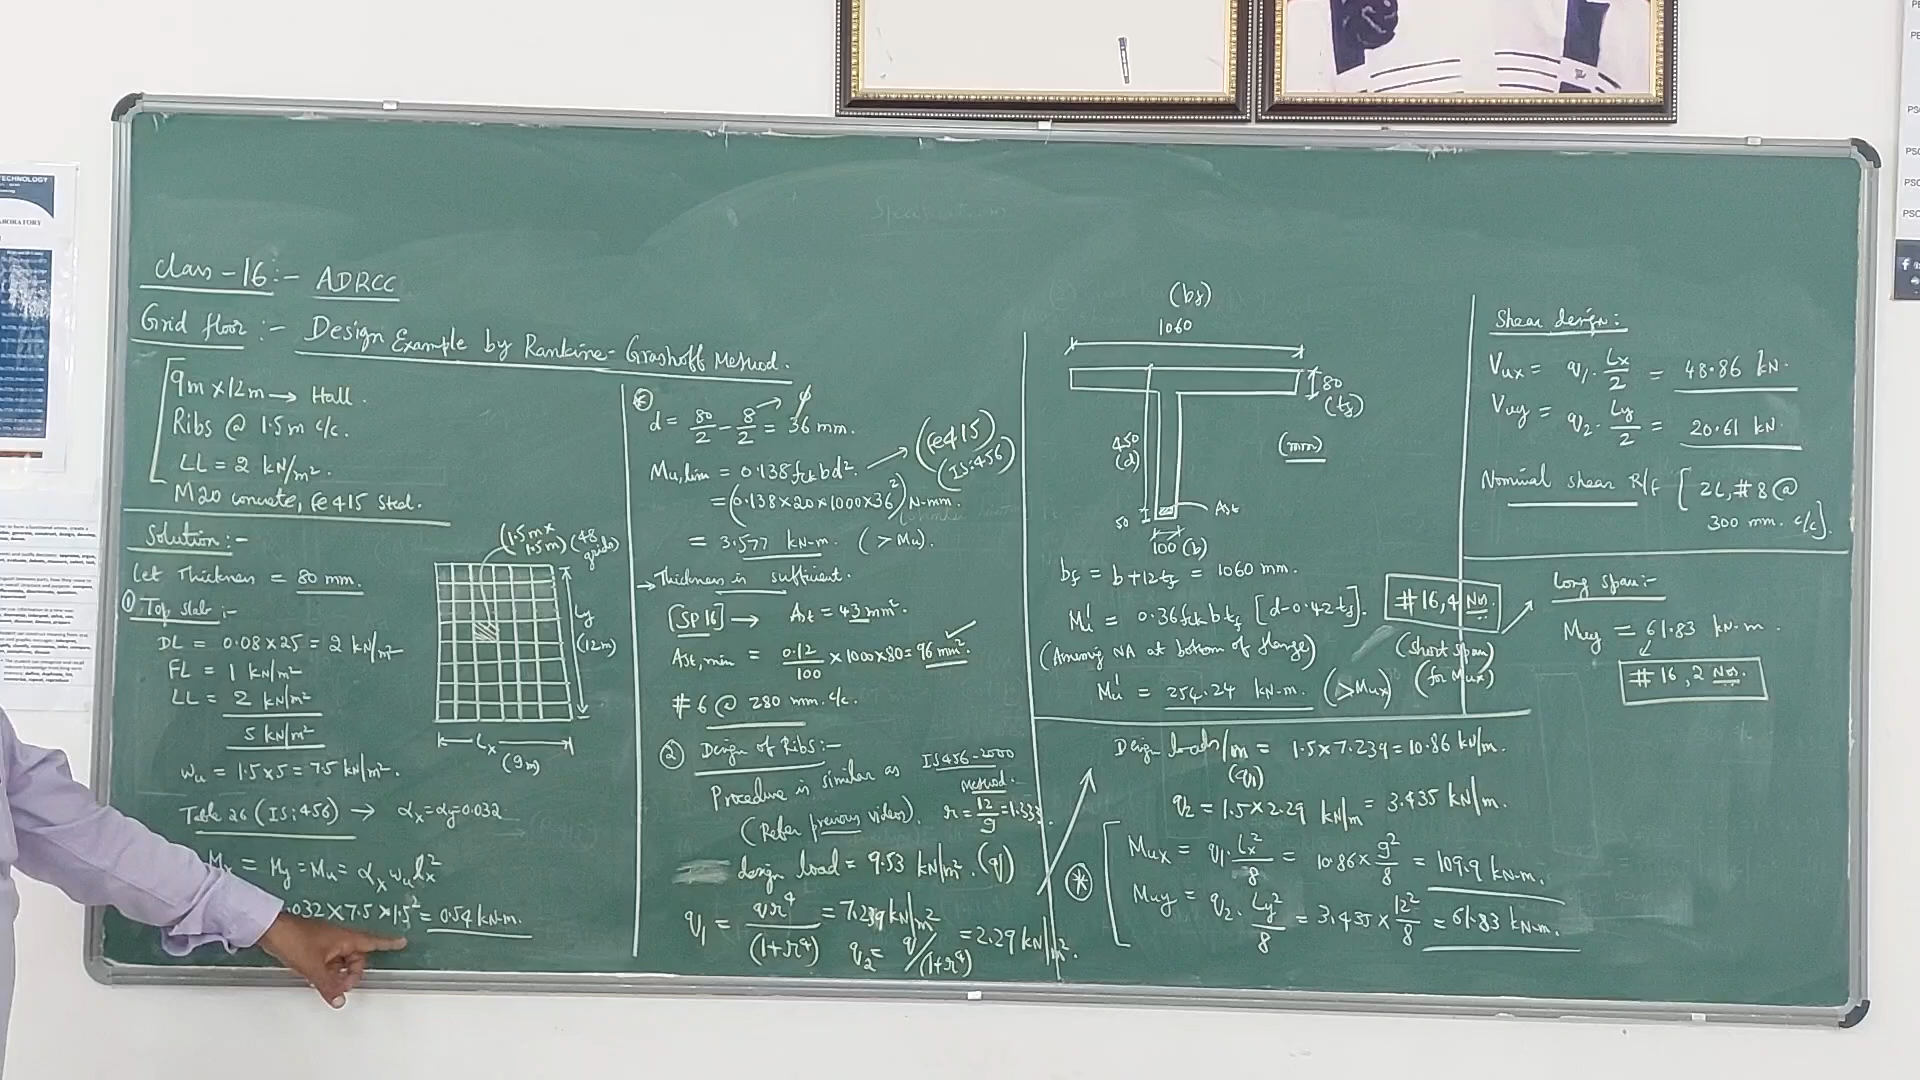 Class-16:- ADRCC
Grid floor:- Design Example by Rankine-Grashoff Method.
9m x 12m → Hall.
Ribs @ 1.5m c/c.
LL = 2 kN/m².
M20 concrete, Fe415 Steel.
Solution:-
Let Thickness = 80 mm.
① Top slab:-
DL = 0.08×25 = 2 kN/m²
FL = 1 kN/m²
LL = 2 kN/m²
5 kN/m²
wu = 1.5×5 = 7.5 kN/m².
Table 26 (IS:456) → αx=αy=0.032
Mx = My = Mu = αx wu lx²
.032×7.5×1.5² = 0.54 kN-m.
(1.5m×
1.5m) (48
grids)
Ly
(12m)
Lx
(9m)
d = 80/2 - 8/2 = 36 mm.
ϕ
Mu,lim = 0.138fck bd². → (Fe415)
(IS:456)
= (0.138×20×1000×36²) N-mm.
= 3.577 kN-m. (>Mu).
→ Thickness is sufficient.
[SP16] → Ast = 43mm².
Ast,min = 0.12/100 ×1000×80 = 96 mm². ✓
#6 @ 280 mm. c/c.
② Design of Ribs:-
Procedure is similar as IS456-2000
Method.
(Refer previous videos). r = 12/9 = 1.333.
design load = 9.53 kN/m². (q)
q1 = qr⁴/(1+r⁴) = 7.239 kN/m²
q2 = q/(1+r⁴) = 2.29 kN/m².
(bf)
1060
80
(tf)
450
(d)
(mm)
Ast
50
100 (b)
bf = b+12tf = 1060 mm.
Mu' = 0.36fck b tf [d-0.42tf].
(Assuming NA at bottom of flange)
Mu' = 254.24 kN-m. (>Mux)
#16, 4 Nos.
(short span)
(for Mux)
Design loads/m = 1.5×7.239 = 10.86 kN/m.
(q1)
q2 = 1.5×2.29 kN/m = 3.435 kN/m.
Mux = q1. Lx²/8 = 10.86× 9²/8 = 109.9 kN-m.
Muy = q2. Ly²/8 = 3.435× 12²/8 = 61.83 kN-m.
Shear design:
Vux = q1. Lx/2 = 48.86 kN.
Vuy = q2. Ly/2 = 20.61 kN.
Nominal shear R/f [2L, #8 @
300 mm. c/c].
Long span:-
Muy = 61.83 kN-m.
#16, 2 Nos.
TECHNOLOGY